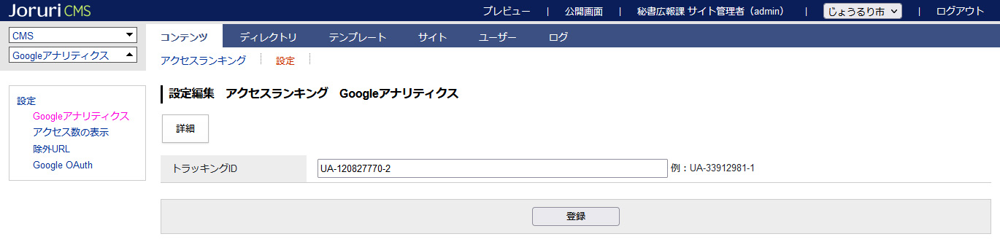 Joruri CMS
プレビュー | 公開画面 | 秘書広報課 サイト管理者（admin） | じょうるり市 | ログアウト
CMS
Googleアナリティクス
コンテンツ ディレクトリ テンプレート サイト ユーザー ログ
アクセスランキング 設定
設定
Googleアナリティクス
アクセス数の表示
除外URL
Google OAuth
設定編集 アクセスランキング Googleアナリティクス
詳細
トラッキングID UA-120827770-2 例：UA-33912981-1
登録